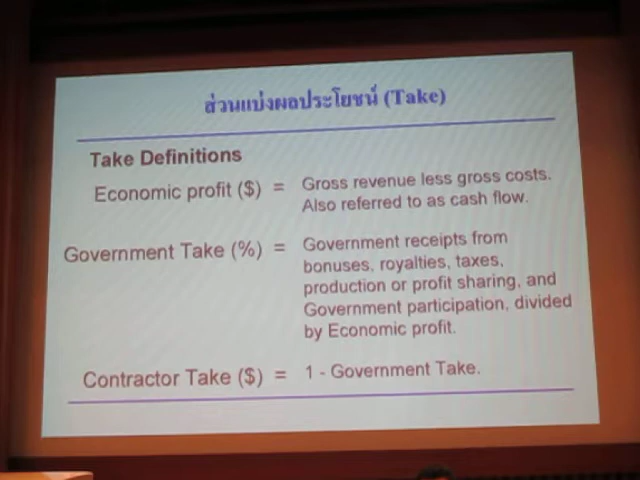 ส่วนแบ่งผลประโยชน์ (Take)
Take Definitions
Economic profit ($) = Gross revenue less gross costs.
Also referred to as cash flow.
Government Take (%) = Government receipts from
bonuses, royalties, taxes,
production or profit sharing, and
Government participation, divided
by Economic profit.
Contractor Take ($) = 1 - Government Take.